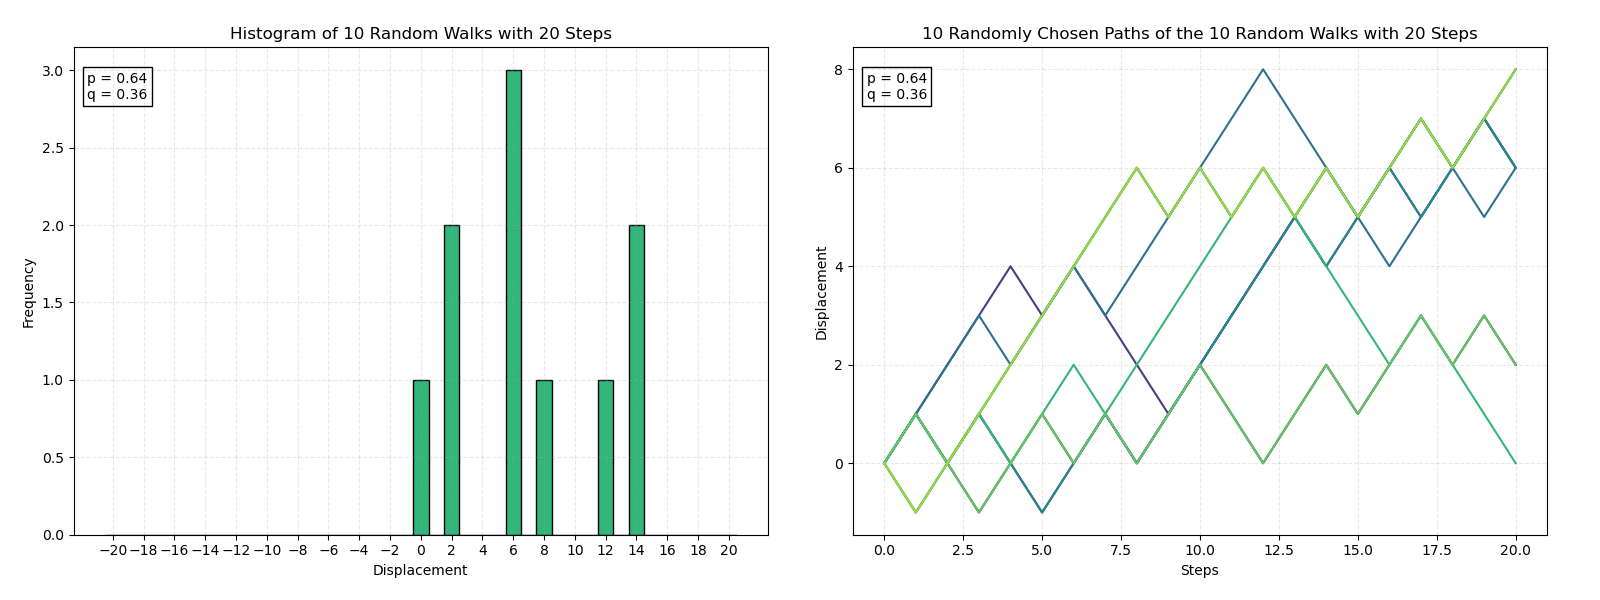 Histogram of 10 Random Walks with 20 Steps
p = 0.64
q = 0.36
Frequency
3.0
2.5
2.0
1.5
1.0
0.5
0.0
−20 −18 −16 −14 −12 −10 −8 −6 −4 −2 0 2 4 6 8 10 12 14 16 18 20
Displacement
10 Randomly Chosen Paths of the 10 Random Walks with 20 Steps
p = 0.64
q = 0.36
Displacement
8
6
4
2
0
0.0 2.5 5.0 7.5 10.0 12.5 15.0 17.5 20.0
Steps